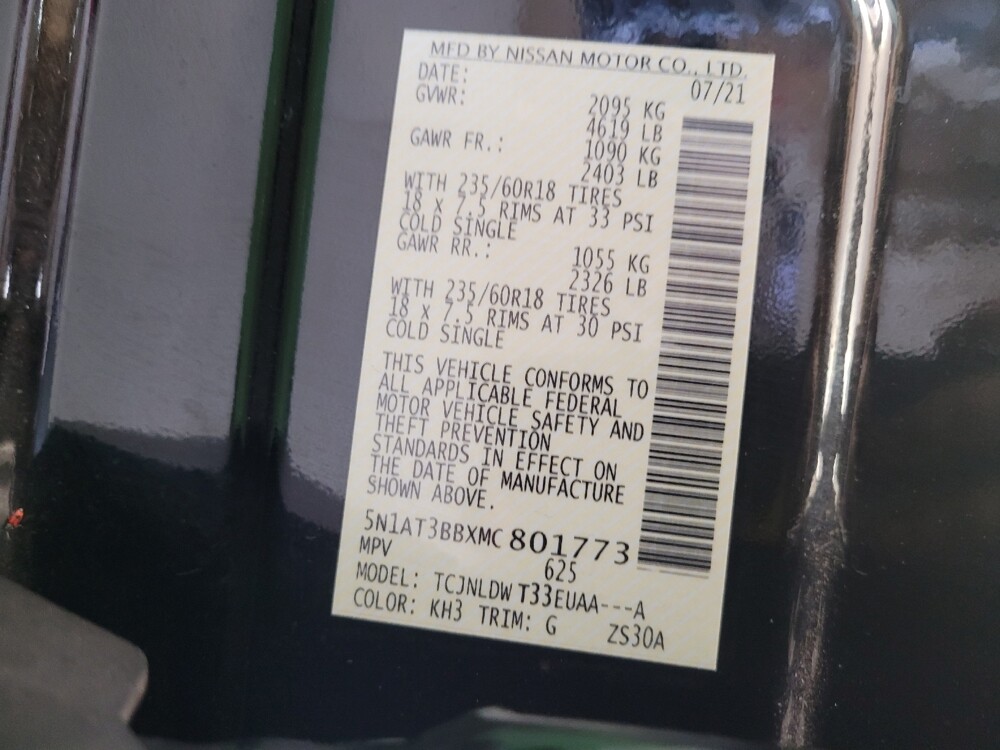 MFD BY NISSAN MOTOR CO., LTD.
DATE: 07/21
GVWR: 2095 KG
4619 LB
GAWR FR.: 1090 KG
2403 LB
WITH 235/60R18 TIRES
18 x 7.5 RIMS AT 33 PSI
COLD SINGLE
GAWR RR.: 1055 KG
2326 LB
WITH 235/60R18 TIRES
18 x 7.5 RIMS AT 30 PSI
COLD SINGLE
THIS VEHICLE CONFORMS TO
ALL APPLICABLE FEDERAL
MOTOR VEHICLE SAFETY AND
THEFT PREVENTION
STANDARDS IN EFFECT ON
THE DATE OF MANUFACTURE
SHOWN ABOVE.
5N1AT3BBXMC 801773
MPV 625
MODEL: TCJNLDW T33EUAA---A
COLOR: KH3 TRIM: G ZS30A